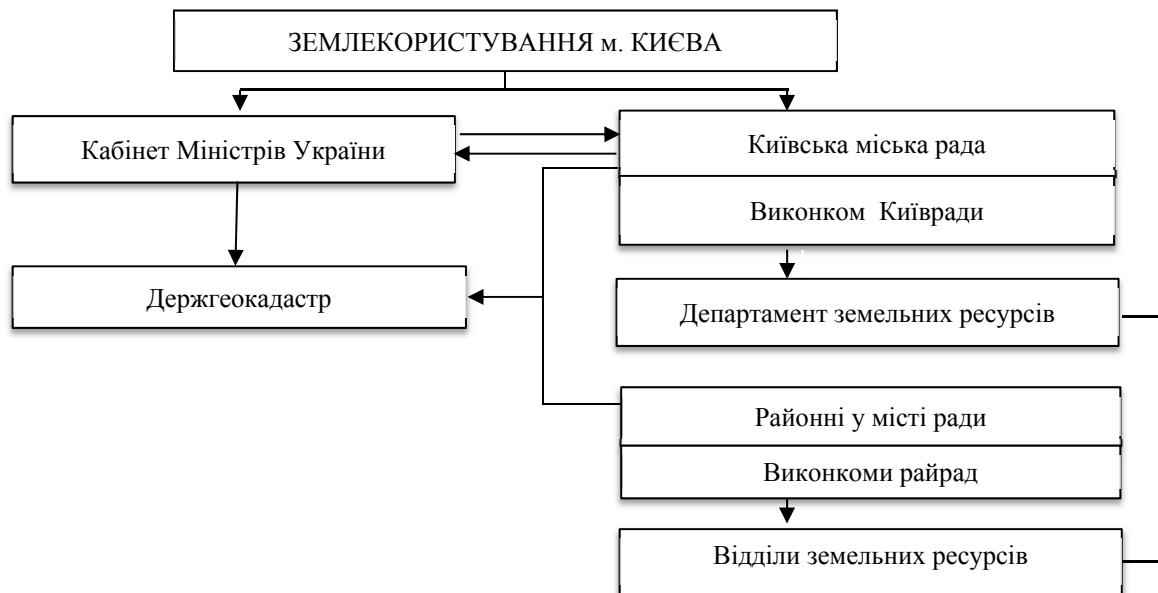 ЗЕМЛЕКОРИСТУВАННЯ м. КИЄВА
Кабінет Міністрів України
Київська міська рада
Виконком Київради
Держгеокадастр
Департамент земельних ресурсів
Районні у місті ради
Виконкоми райрад
Відділи земельних ресурсів